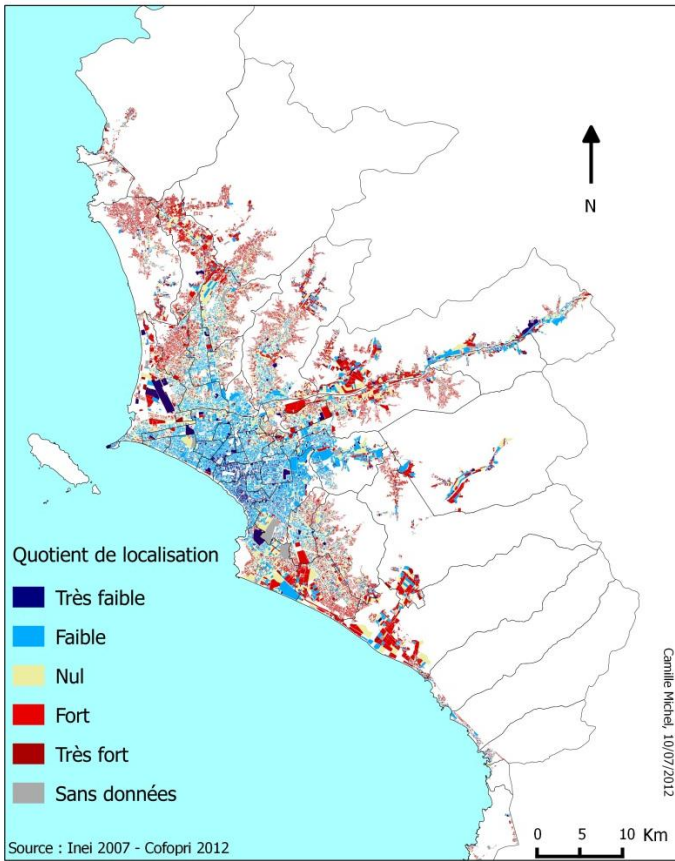 N
Quotient de localisation
Très faible
Faible
Nul
Fort
Très fort
Sans données
Camille Michel, 10/07/2012
Source : Inei 2007 - Cofopri 2012
0 5 10 Km